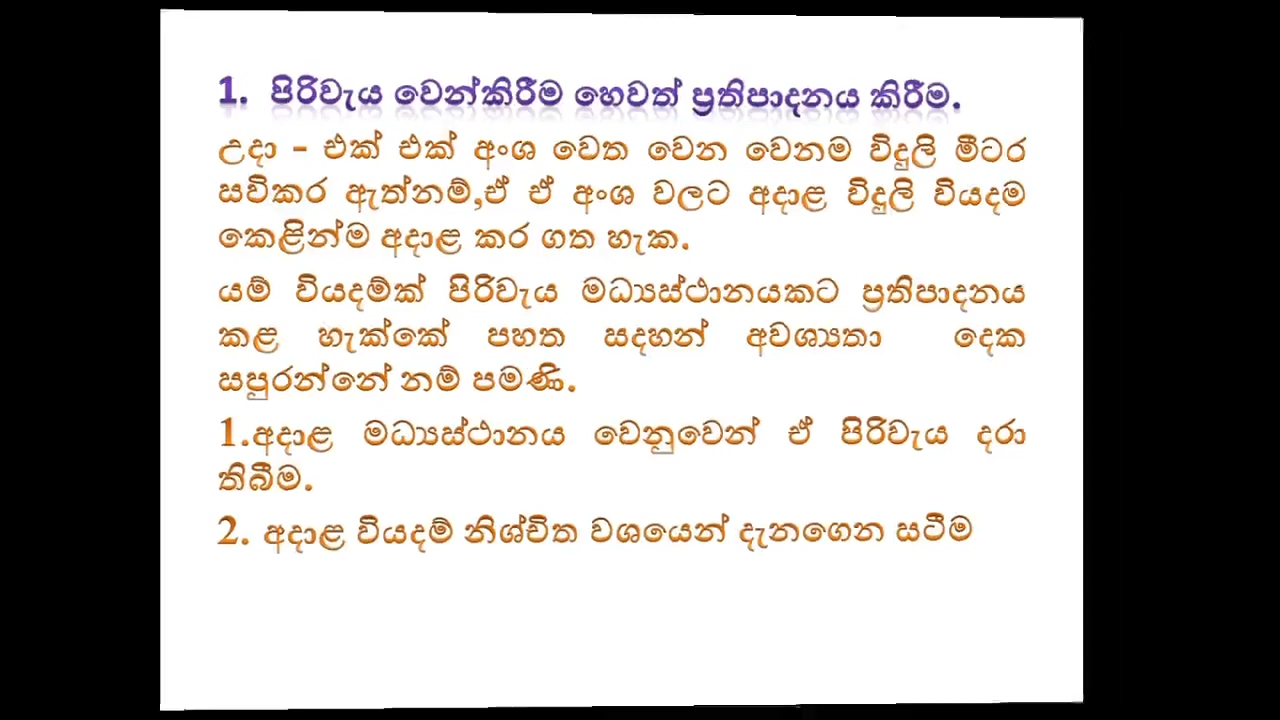 1. පිරිවැය වෙන්කිරීම හෙවත් ප්‍රතිපාදනය කිරීම.
උදා - එක් එක් අංශ වෙත වෙන වෙනම විදුලි මීටර
සවිකර ඇත්නම්,ඒ ඒ අංශ වලට අදාළ විදුලි වියදම
කෙළින්ම අදාළ කර ගත හැක.
යම් වියදම්ක් පිරිවැය මධ්‍යස්ථානයකට ප්‍රතිපාදනය
කළ හැක්කේ පහත සදහන් අවශ්‍යතා දෙක
සපුරන්නේ නම් පමණි.
1.අදාළ මධ්‍යස්ථානය වෙනුවෙන් ඒ පිරිවැය දරා
තිබීම.
2. අදාළ වියදම් නිශ්චිත වශයෙන් දැනගෙන සටීම